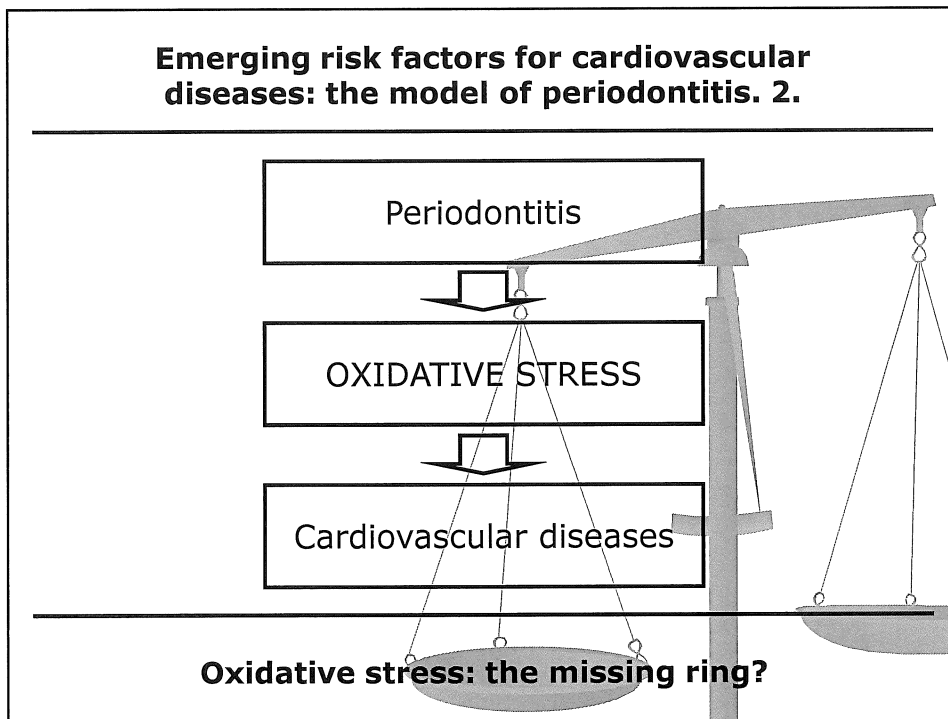 Emerging risk factors for cardiovascular
diseases: the model of periodontitis. 2.
Periodontitis
OXIDATIVE STRESS
Cardiovascular diseases
Oxidative stress: the missing ring?